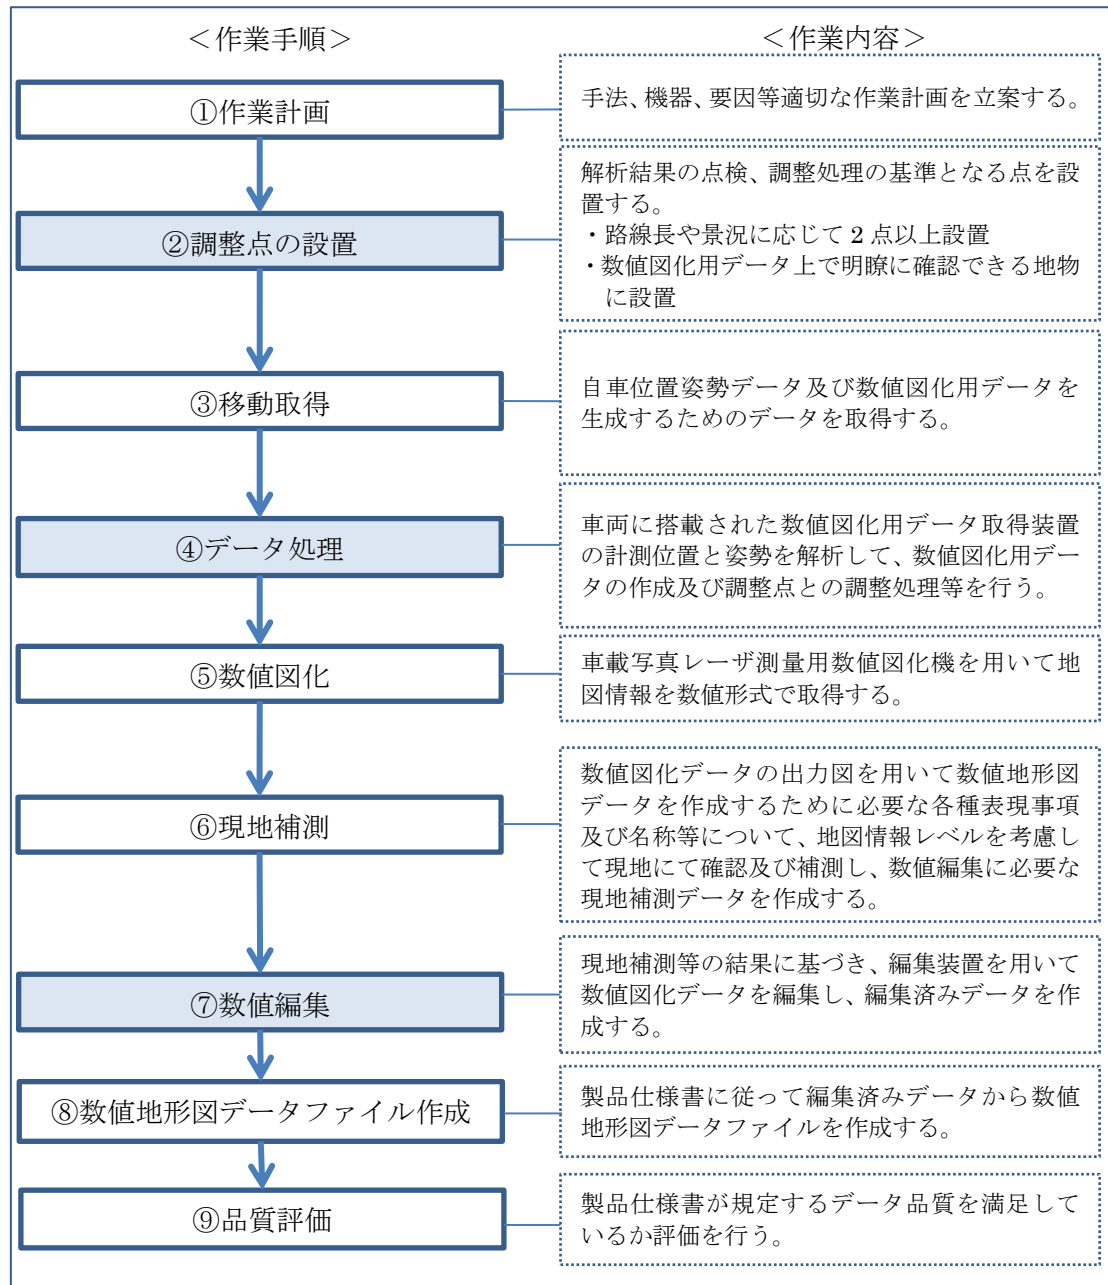 ＜作業手順＞
＜作業内容＞
①作業計画
手法、機器、要因等適切な作業計画を立案する。
②調整点の設置
解析結果の点検、調整処理の基準となる点を設
置する。
・路線長や景況に応じて 2 点以上設置
・数値図化用データ上で明瞭に確認できる地物
に設置
③移動取得
自車位置姿勢データ及び数値図化用データを
生成するためのデータを取得する。
④データ処理
車両に搭載された数値図化用データ取得装置
の計測位置と姿勢を解析して、数値図化用デー
タの作成及び調整点との調整処理等を行う。
⑤数値図化
車載写真レーザ測量用数値図化機を用いて地
図情報を数値形式で取得する。
⑥現地補測
数値図化データの出力図を用いて数値地形図
データを作成するために必要な各種表現事項
及び名称等について、地図情報レベルを考慮し
て現地にて確認及び補測し、数値編集に必要な
現地補測データを作成する。
⑦数値編集
現地補測等の結果に基づき、編集装置を用いて
数値図化データを編集し、編集済みデータを作
成する。
⑧数値地形図データファイル作成
製品仕様書に従って編集済みデータから数値
地形図データファイルを作成する。
⑨品質評価
製品仕様書が規定するデータ品質を満足して
いるか評価を行う。